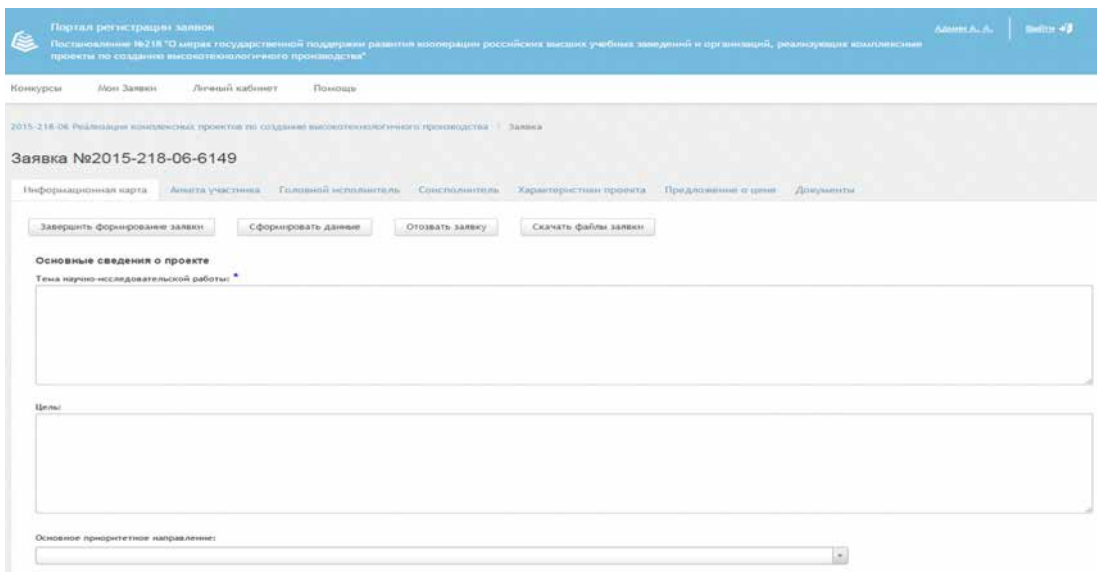 Портал регистрации заявок
Админ А. А.
Выйти
Постановление №218 "О мерах государственной поддержки развития кооперации российских высших учебных заведений и организаций, реализующих комплексные
проекты по созданию высокотехнологичного производства"
Конкурсы Мои Заявки Личный кабинет Помощь
2015-218-06 Реализация комплексных проектов по созданию высокотехнологичного производства Заявка
Заявка №2015-218-06-6149
Информационная карта Анкета участника Головной исполнитель Соисполнитель Характеристики проекта Предложение о цене Документы
Завершить формирование заявки Сформировать данные Отозвать заявку Скачать файлы заявки
Основные сведения о проекте
Тема научно-исследовательской работы: *
Цель:
Основное приоритетное направление: